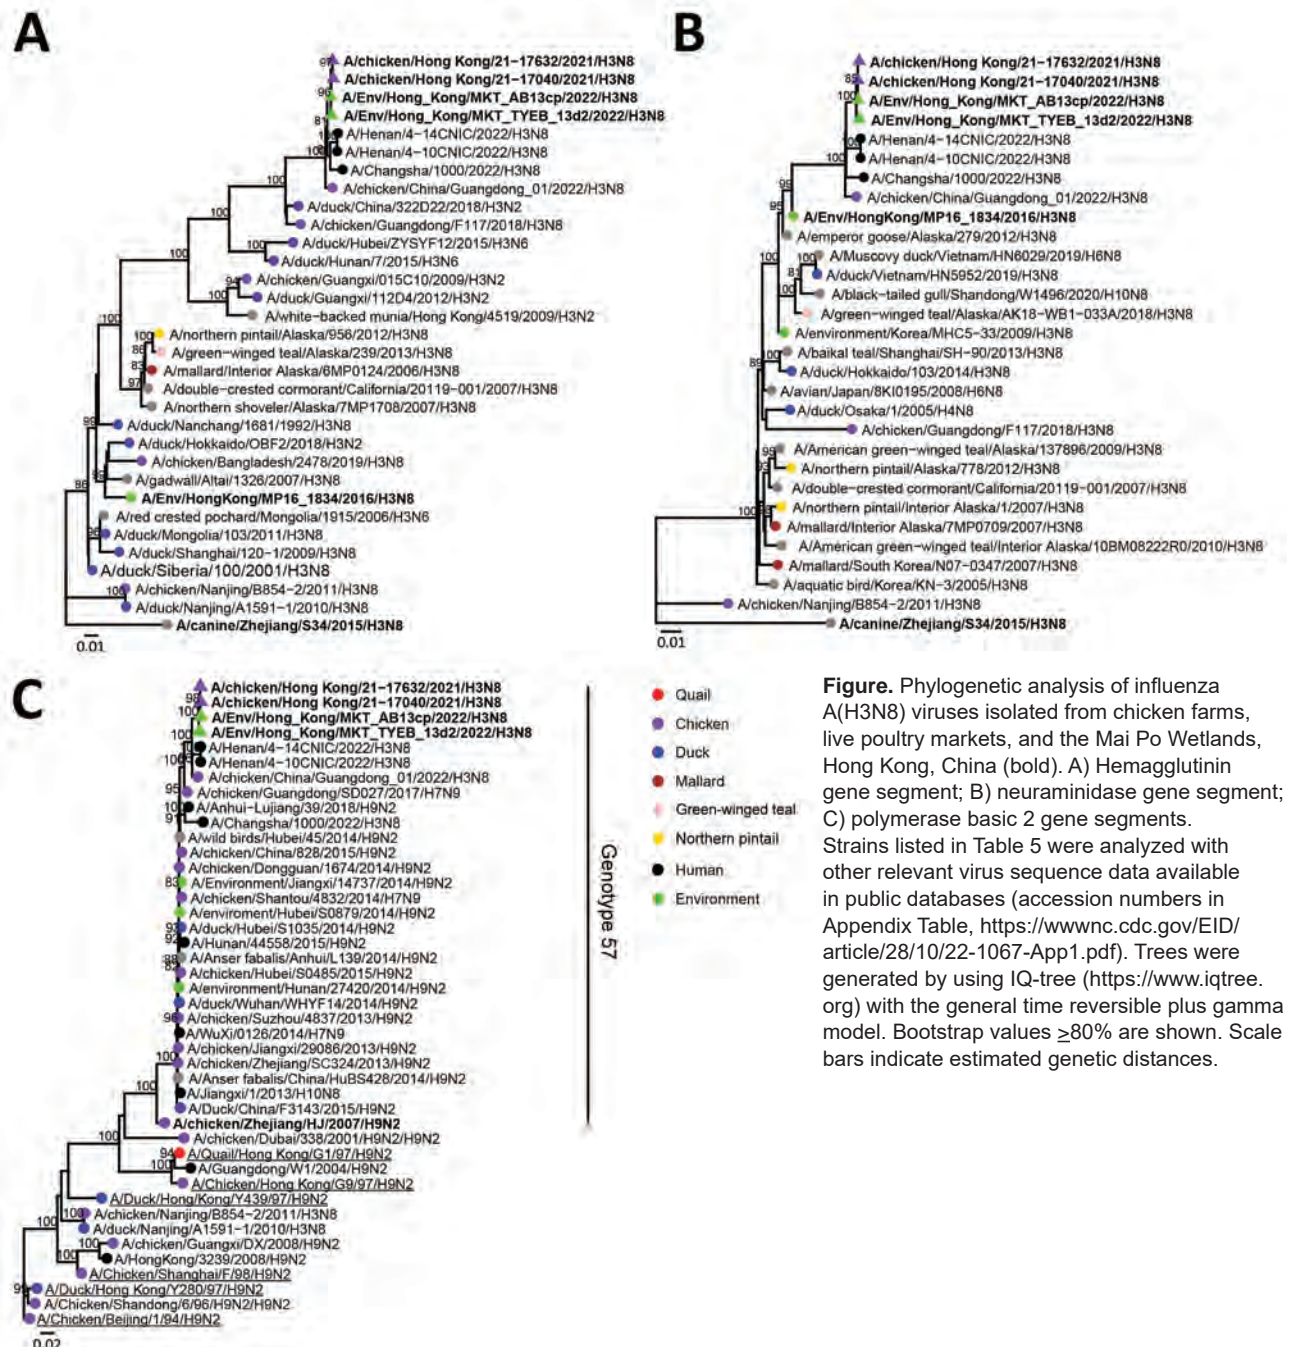 A
A/chicken/Hong Kong/21−17632/2021/H3N8
A/chicken/Hong Kong/21−17040/2021/H3N8
A/Env/Hong_Kong/MKT_AB13cp/2022/H3N8
A/Env/Hong_Kong/MKT_TYEB_13d2/2022/H3N8
A/Henan/4−14CNIC/2022/H3N8
A/Henan/4−10CNIC/2022/H3N8
A/Changsha/1000/2022/H3N8
A/chicken/China/Guangdong_01/2022/H3N8
A/duck/China/322D22/2018/H3N2
A/chicken/Guangdong/F117/2018/H3N8
A/duck/Hubei/ZYSYF12/2015/H3N6
A/duck/Hunan/7/2015/H3N6
A/chicken/Guangxi/015C10/2009/H3N2
A/duck/Guangxi/112D4/2012/H3N2
A/white−backed munia/Hong Kong/4519/2009/H3N2
A/northern pintail/Alaska/956/2012/H3N8
A/green−winged teal/Alaska/239/2013/H3N8
A/mallard/Interior Alaska/6MP0124/2006/H3N8
A/double−crested cormorant/California/20119−001/2007/H3N8
A/northern shoveler/Alaska/7MP1708/2007/H3N8
A/duck/Nanchang/1681/1992/H3N8
A/duck/Hokkaido/OBF2/2018/H3N2
A/chicken/Bangladesh/2478/2019/H3N8
A/gadwall/Altai/1326/2007/H3N8
A/Env/HongKong/MP16_1834/2016/H3N8
A/red crested pochard/Mongolia/1915/2006/H3N6
A/duck/Mongolia/103/2011/H3N8
A/duck/Shanghai/120−1/2009/H3N8
A/duck/Siberia/100/2001/H3N8
A/chicken/Nanjing/B854−2/2011/H3N8
A/duck/Nanjing/A1591−1/2010/H3N8
A/canine/Zhejiang/S34/2015/H3N8
0.01
B
A/chicken/Hong Kong/21−17632/2021/H3N8
A/chicken/Hong Kong/21−17040/2021/H3N8
A/Env/Hong_Kong/MKT_AB13cp/2022/H3N8
A/Env/Hong_Kong/MKT_TYEB_13d2/2022/H3N8
A/Henan/4−14CNIC/2022/H3N8
A/Henan/4−10CNIC/2022/H3N8
A/Changsha/1000/2022/H3N8
A/chicken/China/Guangdong_01/2022/H3N8
A/Env/HongKong/MP16_1834/2016/H3N8
A/emperor goose/Alaska/279/2012/H3N8
A/Muscovy duck/Vietnam/HN6029/2019/H6N8
A/duck/Vietnam/HN5952/2019/H3N8
A/black−tailed gull/Shandong/W1496/2020/H10N8
A/green−winged teal/Alaska/AK18−WB1−033A/2018/H3N8
A/environment/Korea/MHC5−33/2009/H3N8
A/baikal teal/Shanghai/SH−90/2013/H3N8
A/duck/Hokkaido/103/2014/H3N8
A/avian/Japan/8KI0195/2008/H6N8
A/duck/Osaka/1/2005/H4N8
A/chicken/Guangdong/F117/2018/H3N8
A/American green−winged teal/Alaska/137896/2009/H3N8
A/northern pintail/Alaska/778/2012/H3N8
A/double−crested cormorant/California/20119−001/2007/H3N8
A/northern pintail/Interior Alaska/1/2007/H3N8
A/mallard/Interior Alaska/7MP0709/2007/H3N8
A/American green−winged teal/Interior Alaska/10BM08222R0/2010/H3N8
A/mallard/South Korea/N07−0347/2007/H3N8
A/aquatic bird/Korea/KN−3/2005/H3N8
A/chicken/Nanjing/B854−2/2011/H3N8
A/canine/Zhejiang/S34/2015/H3N8
0.01
C
A/chicken/Hong Kong/21−17632/2021/H3N8
A/chicken/Hong Kong/21−17040/2021/H3N8
A/Env/Hong_Kong/MKT_AB13cp/2022/H3N8
A/Env/Hong_Kong/MKT_TYEB_13d2/2022/H3N8
A/Henan/4−14CNIC/2022/H3N8
A/Henan/4−10CNIC/2022/H3N8
A/chicken/China/Guangdong_01/2022/H3N8
A/chicken/Guangdong/SD027/2017/H7N9
A/Anhui−Lujiang/39/2018/H9N2
A/Changsha/1000/2022/H3N8
A/wild birds/Hubei/45/2014/H9N2
A/chicken/China/828/2015/H9N2
A/chicken/Dongguan/1674/2014/H9N2
A/Environment/Jiangxi/14737/2014/H9N2
A/chicken/Shantou/4832/2014/H7N9
A/enviroment/Hubei/S0879/2014/H9N2
A/duck/Hubei/S1035/2014/H9N2
A/Hunan/44558/2015/H9N2
A/Anser fabalis/Anhui/L139/2014/H9N2
A/chicken/Hubei/S0485/2015/H9N2
A/environment/Hunan/27420/2014/H9N2
A/duck/Wuhan/WHYF14/2014/H9N2
A/chicken/Suzhou/4837/2013/H9N2
A/WuXi/0126/2014/H7N9
A/chicken/Jiangxi/29086/2013/H9N2
A/chicken/Zhejiang/SC324/2013/H9N2
A/Anser fabalis/China/HuBS428/2014/H9N2
A/Jiangxi/1/2013/H10N8
A/Duck/China/F3143/2015/H9N2
A/chicken/Zhejiang/HJ/2007/H9N2
A/chicken/Dubai/338/2001/H9N2/H9N2
A/Quail/Hong Kong/G1/97/H9N2
A/Guangdong/W1/2004/H9N2
A/Chicken/Hong Kong/G9/97/H9N2
A/Duck/Hong/Kong/Y439/97/H9N2
A/chicken/Nanjing/B854−2/2011/H3N8
A/duck/Nanjing/A1591−1/2010/H3N8
A/chicken/Guangxi/DX/2008/H9N2
A/HongKong/3239/2008/H9N2
A/Chicken/Shanghai/F/98/H9N2
A/Duck/Hong Kong/Y280/97/H9N2
A/Chicken/Shandong/6/96/H9N2/H9N2
A/Chicken/Beijing/1/94/H9N2
0.02
Genotype 57
Quail
Chicken
Duck
Mallard
Green−winged teal
Northern pintail
Human
Environment
Figure. Phylogenetic analysis of influenza
A(H3N8) viruses isolated from chicken farms,
live poultry markets, and the Mai Po Wetlands,
Hong Kong, China (bold). A) Hemagglutinin
gene segment; B) neuraminidase gene segment;
C) polymerase basic 2 gene segments.
Strains listed in Table 5 were analyzed with
other relevant virus sequence data available
in public databases (accession numbers in
Appendix Table, https://wwwnc.cdc.gov/EID/
article/28/10/22-1067-App1.pdf). Trees were
generated by using IQ-tree (https://www.iqtree.
org) with the general time reversible plus gamma
model. Bootstrap values ≥80% are shown. Scale
bars indicate estimated genetic distances.